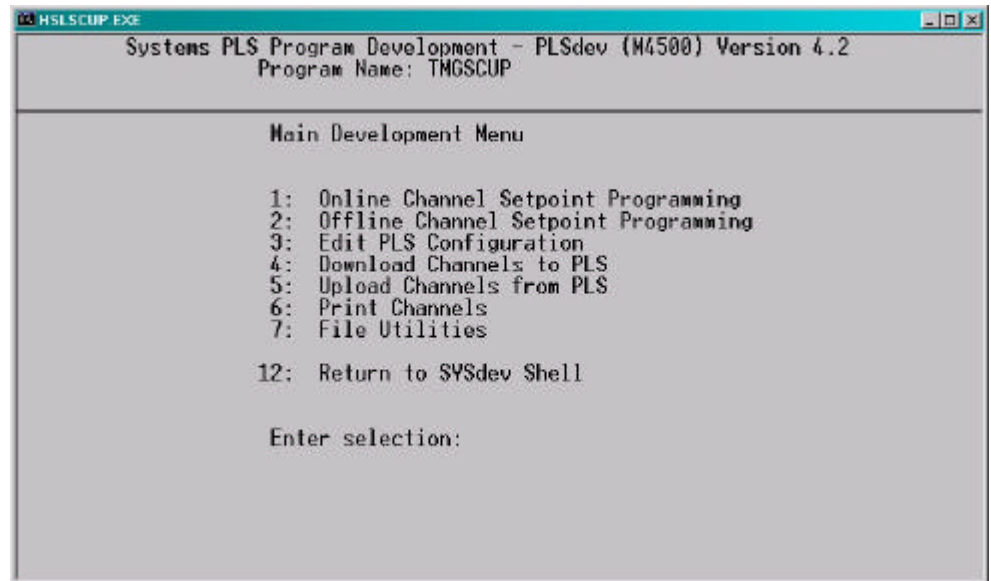 HSLSCUP EXE
Systems PLS Program Development - PLSdev (M4500) Version 4.2
Program Name: TMGSCUP
Main Development Menu
1: Online Channel Setpoint Programming
2: Offline Channel Setpoint Programming
3: Edit PLS Configuration
4: Download Channels to PLS
5: Upload Channels from PLS
6: Print Channels
7: File Utilities
12: Return to SYSdev Shell
Enter selection: